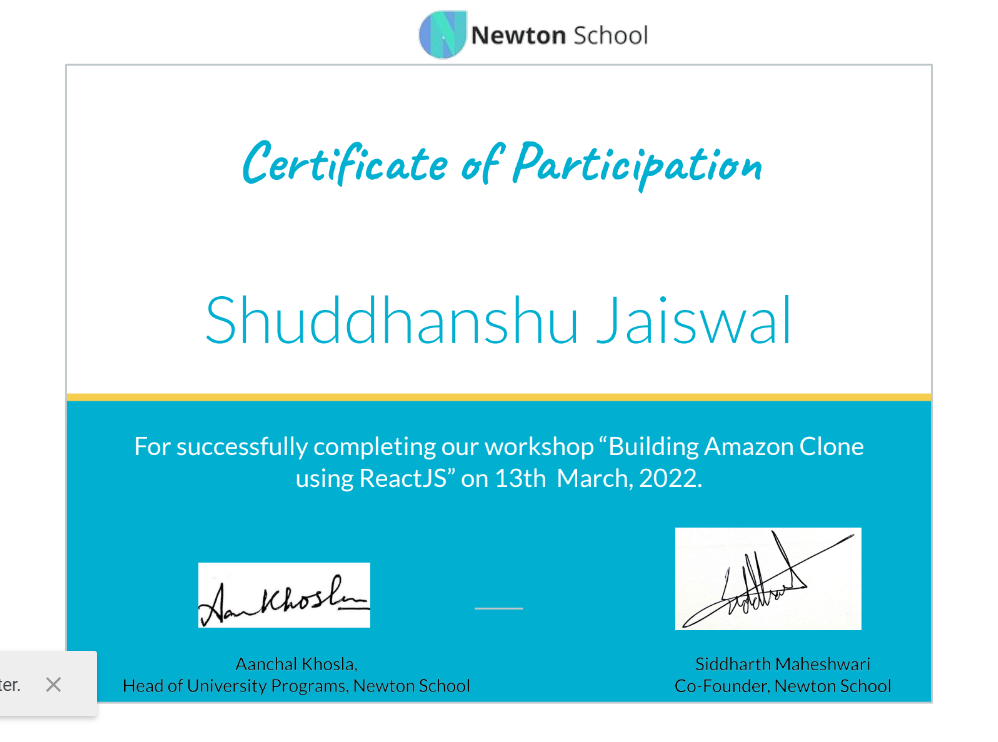 Newton School
Certificate of Participation
Shuddhanshu Jaiswal
For successfully completing our workshop “Building Amazon Clone
using ReactJS” on 13th March, 2022.
Aan Khosla
Aanchal Khosla,
Head of University Programs, Newton School
Siddharth Maheshwari
Co-Founder, Newton School
ter.